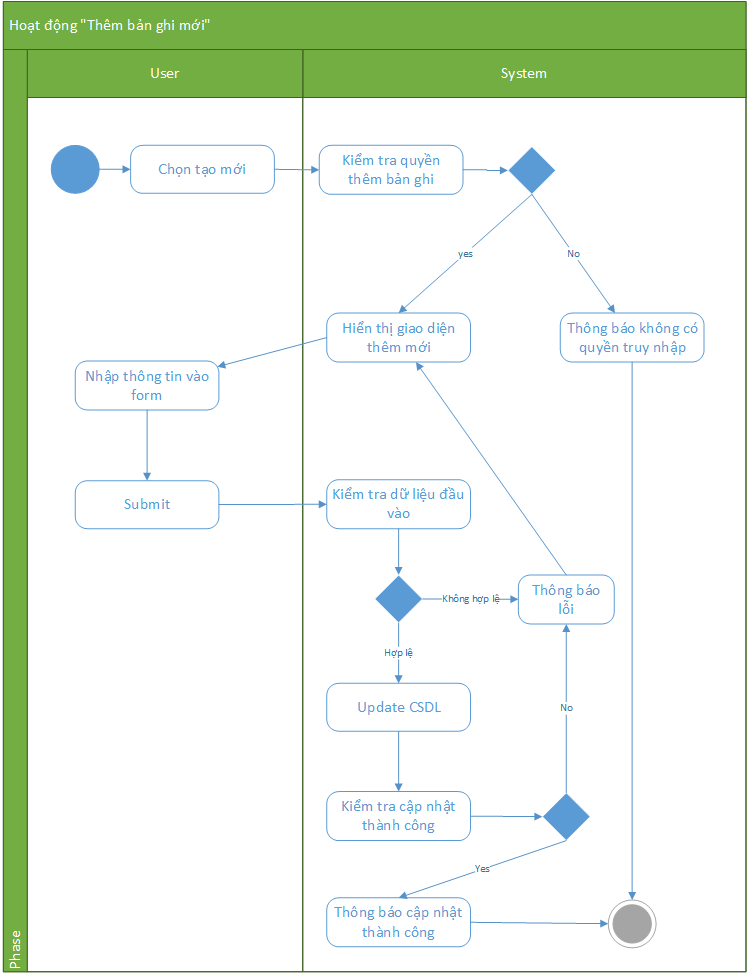 Hoạt động "Thêm bản ghi mới"
User
System
Chọn tạo mới
Kiểm tra quyền
thêm bản ghi
yes
No
Hiển thị giao diện
thêm mới
Thông báo không có
quyền truy nhập
Nhập thông tin vào
form
Submit
Kiểm tra dữ liệu đầu
vào
Không hợp lệ
Thông báo
lỗi
Hợp lệ
Update CSDL
No
Kiểm tra cập nhật
thành công
Yes
Thông báo cập nhật
thành công
Phase